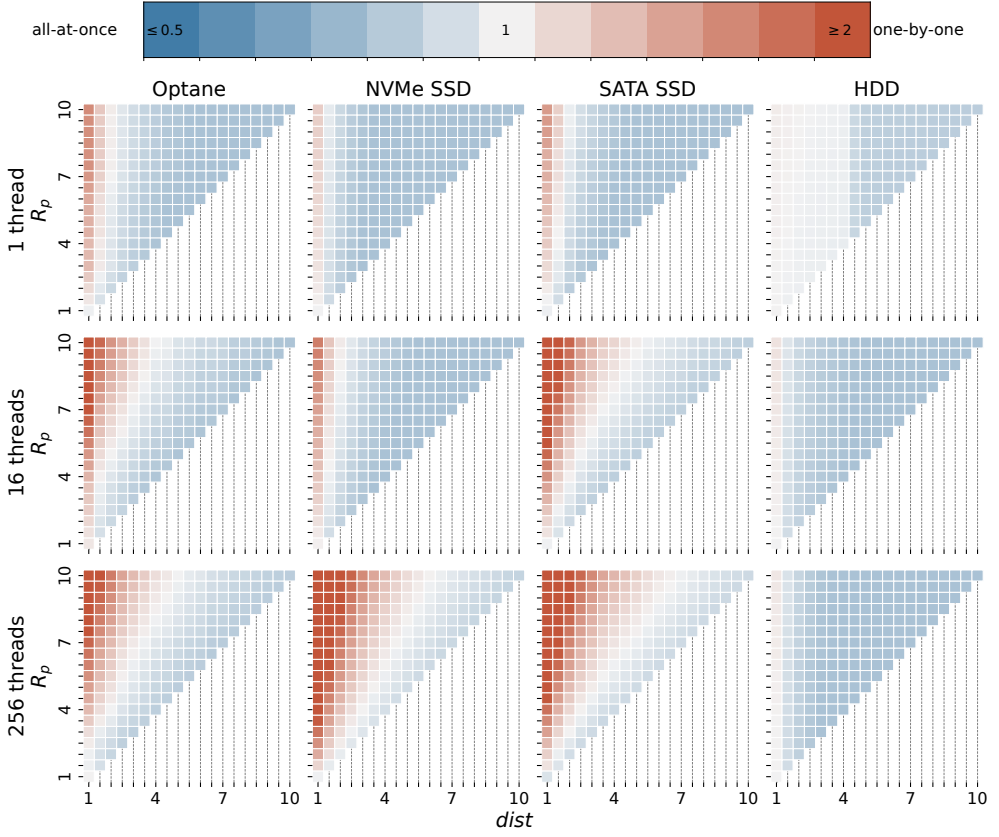 all-at-once ≤ 0.5 1 ≥ 2 one-by-one
Optane NVMe SSD SATA SSD HDD
1 thread
R_p
10
7
4
1
16 threads
R_p
10
7
4
1
256 threads
R_p
10
7
4
1
1 4 7 10 1 4 7 10 1 4 7 10 1 4 7 10
dist